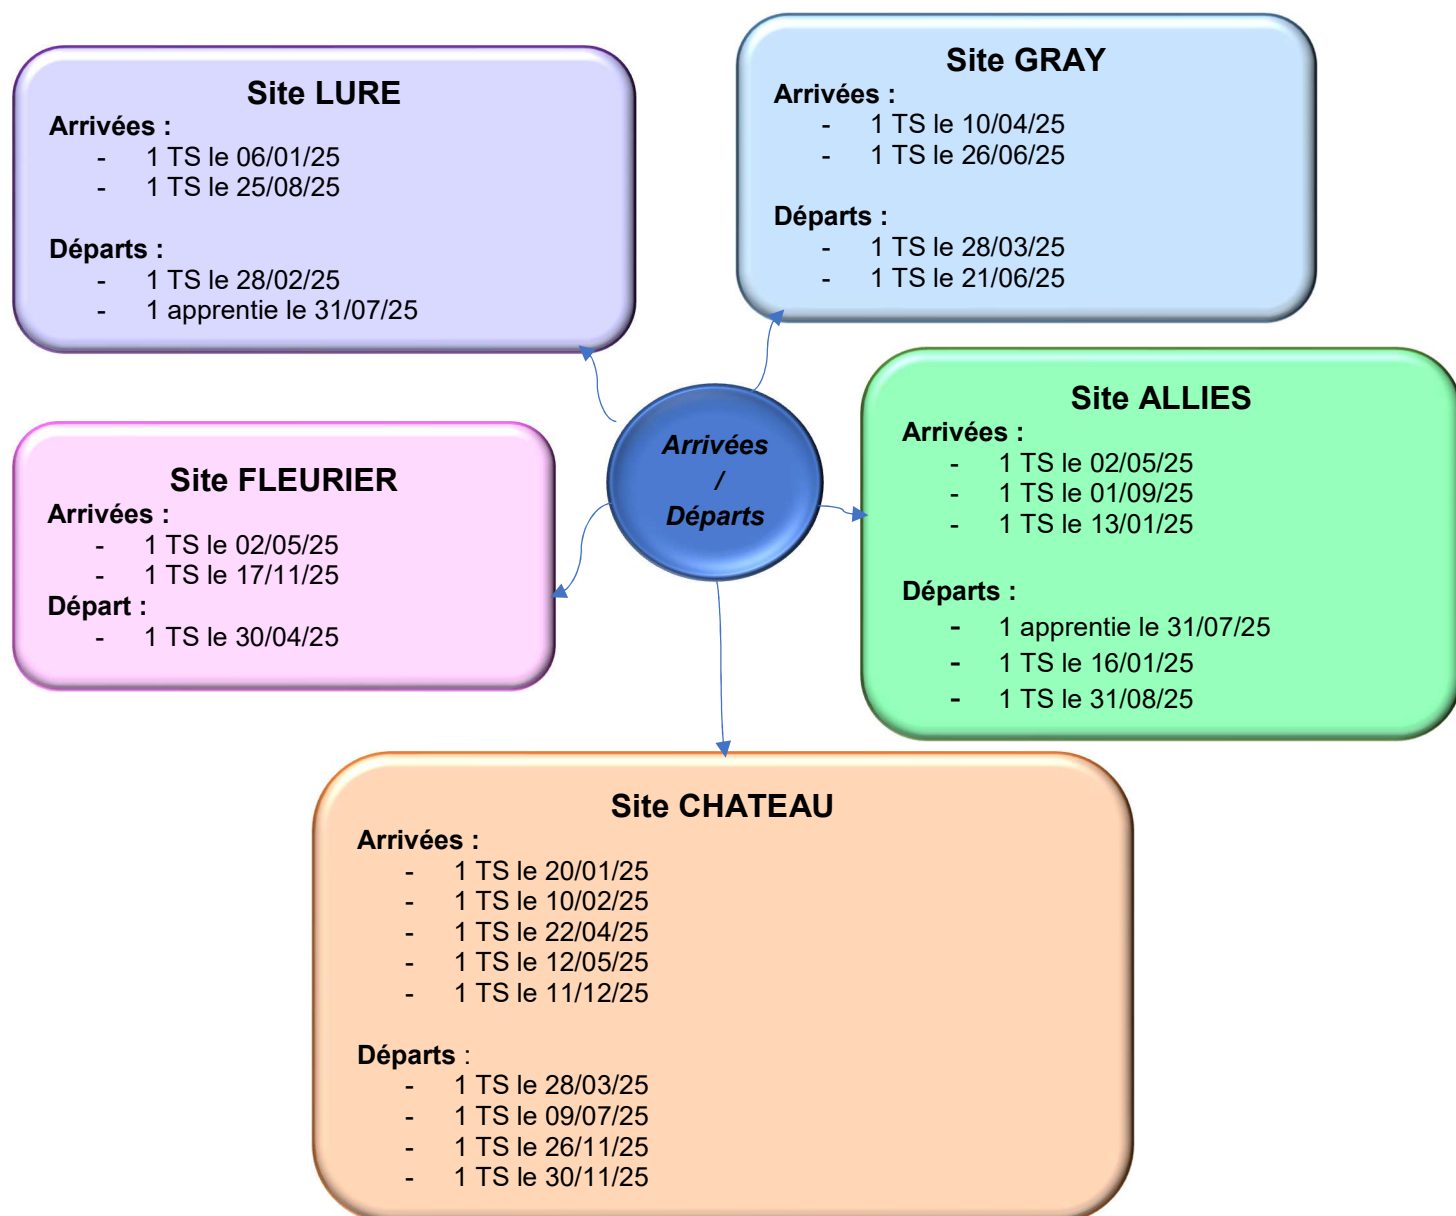 Site LURE
Arrivées :
- 1 TS le 06/01/25
- 1 TS le 25/08/25
Départs :
- 1 TS le 28/02/25
- 1 apprentie le 31/07/25
Site GRAY
Arrivées :
- 1 TS le 10/04/25
- 1 TS le 26/06/25
Départs :
- 1 TS le 28/03/25
- 1 TS le 21/06/25
Arrivées
/
Départs
Site FLEURIER
Arrivées :
- 1 TS le 02/05/25
- 1 TS le 17/11/25
Départ :
- 1 TS le 30/04/25
Site ALLIES
Arrivées :
- 1 TS le 02/05/25
- 1 TS le 01/09/25
- 1 TS le 13/01/25
Départs :
- 1 apprentie le 31/07/25
- 1 TS le 16/01/25
- 1 TS le 31/08/25
Site CHATEAU
Arrivées :
- 1 TS le 20/01/25
- 1 TS le 10/02/25
- 1 TS le 22/04/25
- 1 TS le 12/05/25
- 1 TS le 11/12/25
Départs :
- 1 TS le 28/03/25
- 1 TS le 09/07/25
- 1 TS le 26/11/25
- 1 TS le 30/11/25